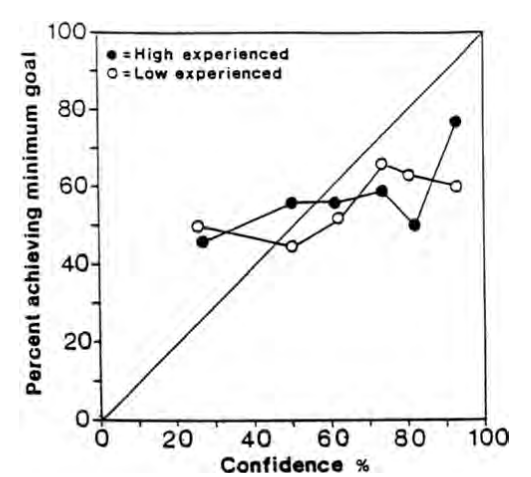 100
● = High experienced
○ = Low experienced
80
60
40
20
0
0 20 40 60 80 100
Confidence %
Percent achieving minimum goal